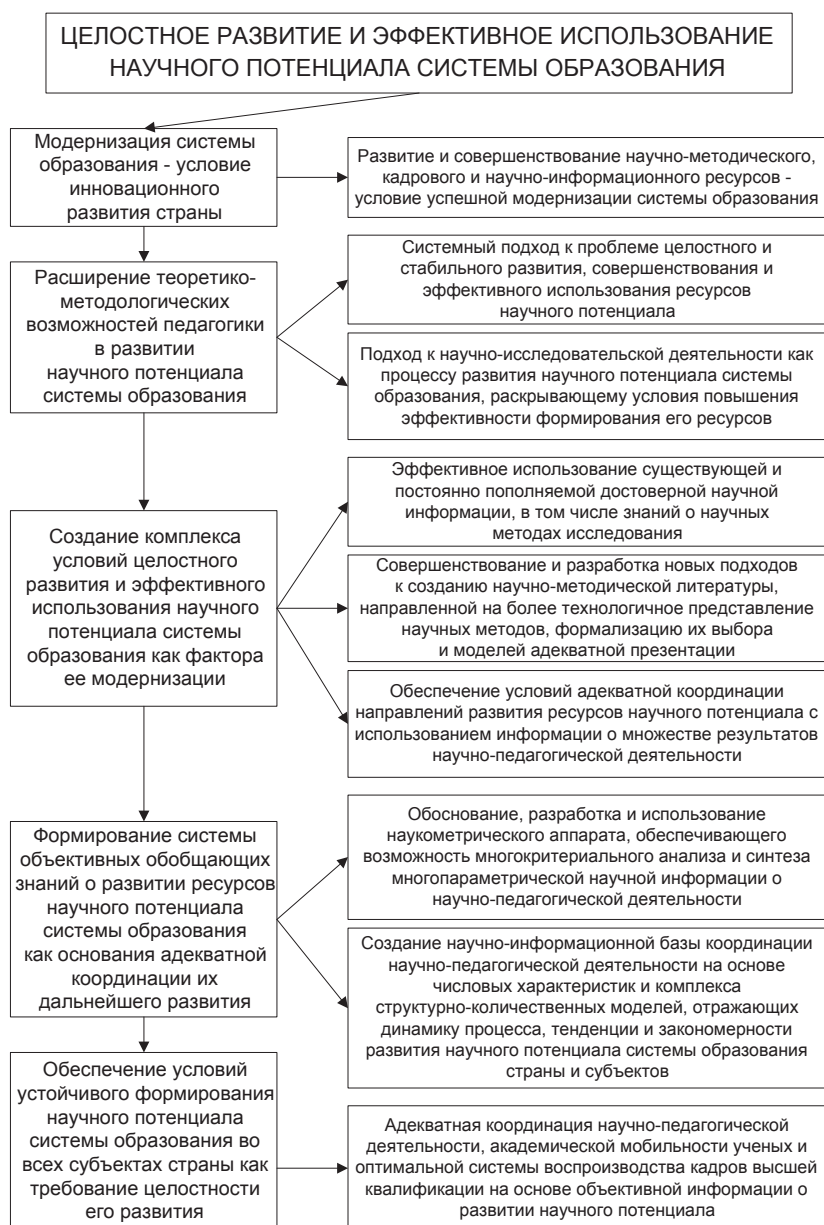 ЦЕЛОСТНОЕ РАЗВИТИЕ И ЭФФЕКТИВНОЕ ИСПОЛЬЗОВАНИЕ
НАУЧНОГО ПОТЕНЦИАЛА СИСТЕМЫ ОБРАЗОВАНИЯ
Модернизация системы
образования - условие
инновационного
развития страны
Развитие и совершенствование научно-методического,
кадрового и научно-информационного ресурсов -
условие успешной модернизации системы образования
Расширение теоретико-
методологических
возможностей педагогики
в развитии
научного потенциала
системы образования
Системный подход к проблеме целостного и
стабильного развития, совершенствования и
эффективного использования ресурсов
научного потенциала
Подход к научно-исследовательской деятельности как
процессу развития научного потенциала системы
образования, раскрывающему условия повышения
эффективности формирования его ресурсов
Создание комплекса
условий целостного
развития и эффективного
использования научного
потенциала системы
образования как фактора
ее модернизации
Эффективное использование существующей и
постоянно пополняемой достоверной научной
информации, в том числе знаний о научных
методах исследования
Совершенствование и разработка новых подходов
к созданию научно-методической литературы,
направленной на более технологичное представление
научных методов, формализацию их выбора
и моделей адекватной презентации
Обеспечение условий адекватной координации
направлений развития ресурсов научного потенциала с
использованием информации о множестве результатов
научно-педагогической деятельности
Формирование системы
объективных обобщающих
знаний о развитии ресурсов
научного потенциала
системы образования
как основания адекватной
координации их
дальнейшего развития
Обоснование, разработка и использование
наукометрического аппарата, обеспечивающего
возможность многокритериального анализа и синтеза
многопараметрической научной информации о
научно-педагогической деятельности
Создание научно-информационной базы координации
научно-педагогической деятельности на основе
числовых характеристик и комплекса
структурно-количественных моделей, отражающих
динамику процесса, тенденции и закономерности
развития научного потенциала системы образования
страны и субъектов
Обеспечение условий
устойчивого формирования
научного потенциала
системы образования во
всех субъектах страны как
требование целостности
его развития
Адекватная координация научно-педагогической
деятельности, академической мобильности ученых и
оптимальной системы воспроизводства кадров высшей
квалификации на основе объективной информации о
развитии научного потенциала